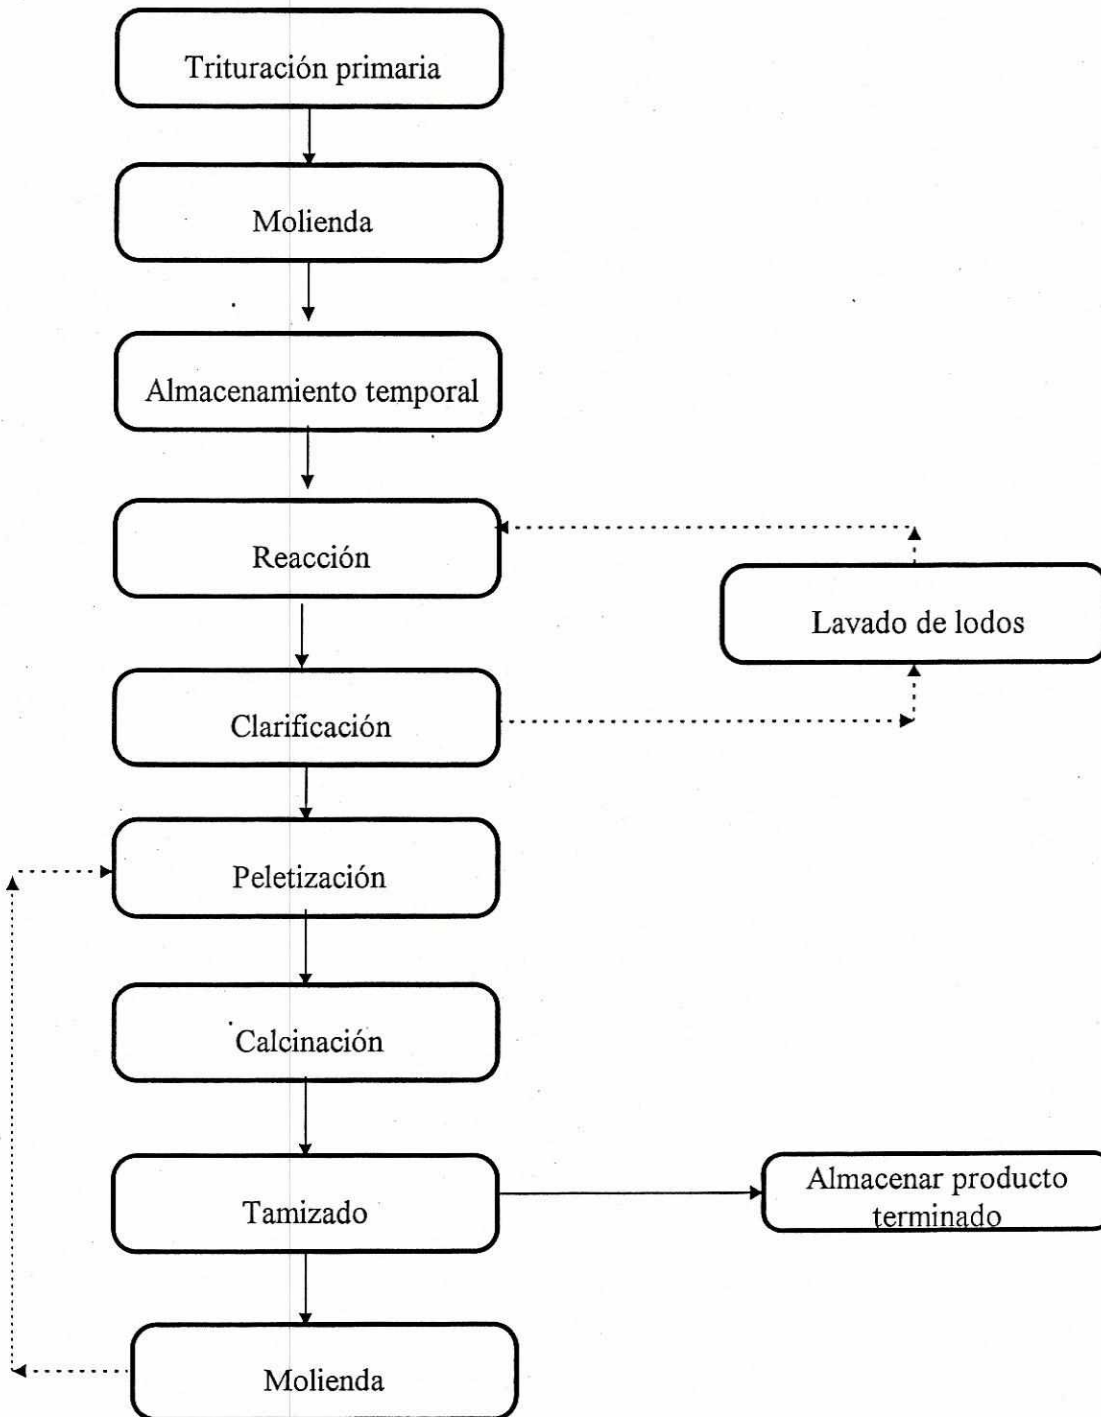 Trituración primaria
Molienda
Almacenamiento temporal
Reacción
Lavado de lodos
Clarificación
Peletización
Calcinación
Tamizado
Almacenar producto
terminado
Molienda